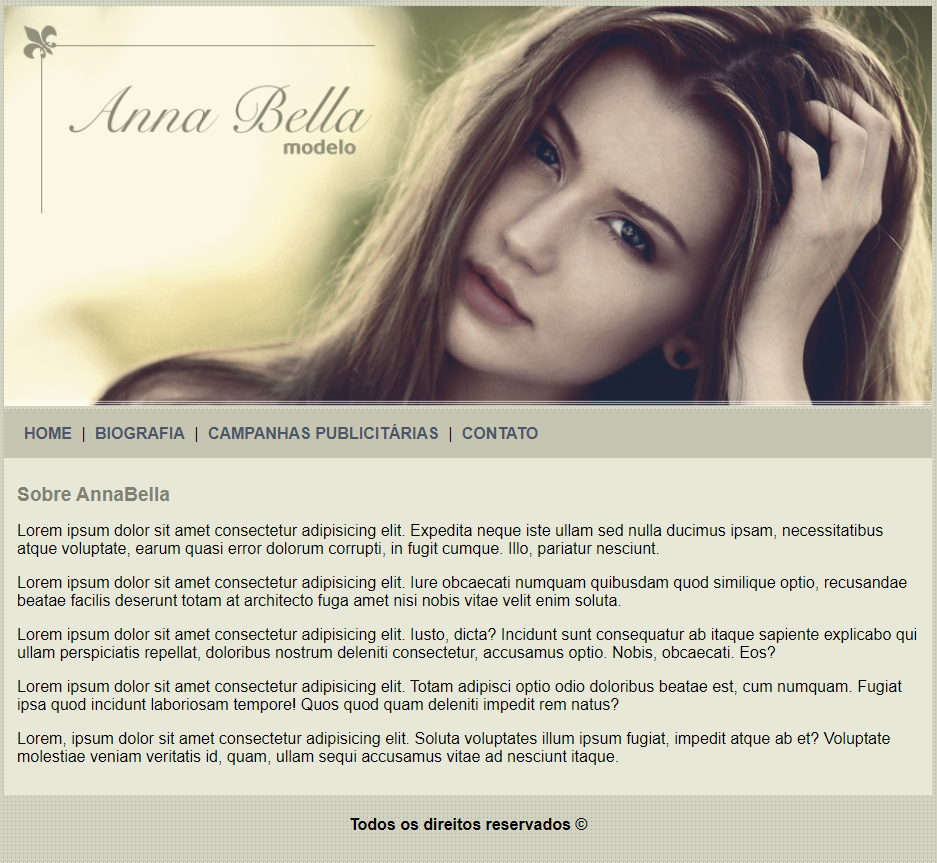 Anna Bella
modelo
HOME | BIOGRAFIA | CAMPANHAS PUBLICITÁRIAS | CONTATO
Sobre AnnaBella
Lorem ipsum dolor sit amet consectetur adipisicing elit. Expedita neque iste ullam sed nulla ducimus ipsam, necessitatibus
atque voluptate, earum quasi error dolorum corrupti, in fugit cumque. Illo, pariatur nesciunt.
Lorem ipsum dolor sit amet consectetur adipisicing elit. Iure obcaecati numquam quibusdam quod similique optio, recusandae
beatae facilis deserunt totam at architecto fuga amet nisi nobis vitae velit enim soluta.
Lorem ipsum dolor sit amet consectetur adipisicing elit. Iusto, dicta? Incidunt sunt consequatur ab itaque sapiente explicabo qui
ullam perspiciatis repellat, doloribus nostrum deleniti consectetur, accusamus optio. Nobis, obcaecati. Eos?
Lorem ipsum dolor sit amet consectetur adipisicing elit. Totam adipisci optio odio doloribus beatae est, cum numquam. Fugiat
ipsa quod incidunt laboriosam tempore! Quos quod quam deleniti impedit rem natus?
Lorem, ipsum dolor sit amet consectetur adipisicing elit. Soluta voluptates illum ipsum fugiat, impedit atque ab et? Voluptate
molestiae veniam veritatis id, quam, ullam sequi accusamus vitae ad nesciunt itaque.
Todos os direitos reservados ©